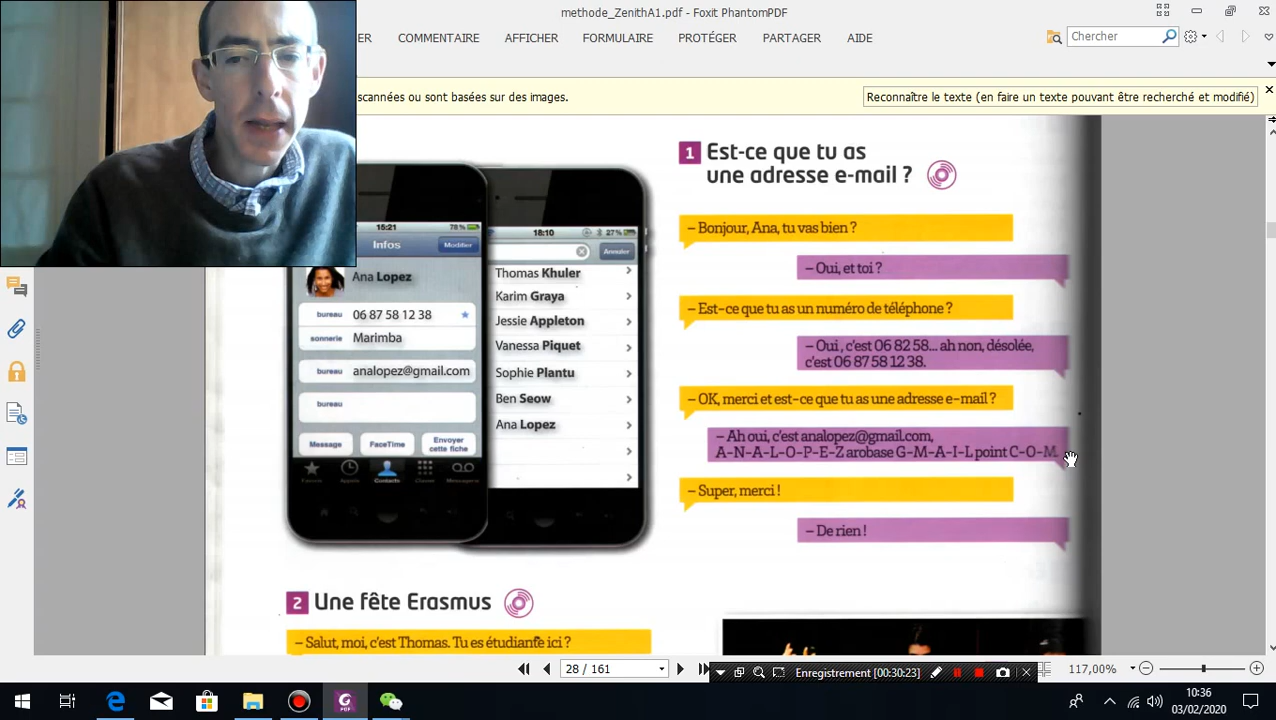 methode_ZenithA1.pdf - Foxit PhantomPDF
COMMENTAIRE AFFICHER FORMULAIRE PROTÉGER PARTAGER AIDE
Chercher
scannées ou sont basées sur des images.
Reconnaître le texte (en faire un texte pouvant être recherché et modifié)
1 Est-ce que tu as
une adresse e-mail ?
– Bonjour, Ana, tu vas bien ?
– Oui, et toi ?
– Est-ce que tu as un numéro de téléphone ?
– Oui , c'est 06 82 58... ah non, désolée,
c'est 06 87 58 12 38.
– OK, merci et est-ce que tu as une adresse e-mail ?
– Ah oui, c'est analopez@gmail.com,
A-N-A-L-O-P-E-Z arobase G-M-A-I-L point C-O-M.
– Super, merci !
– De rien !
15:21 78 %
Infos Modifier
Ana Lopez
bureau 06 87 58 12 38
sonnerie Marimba
bureau analopez@gmail.com
bureau
Message FaceTime Envoyer
cette fiche
Favoris Appels Contacts Clavier Messagerie
18:10 27 %
Annuler
Thomas Khuler
Karim Graya
Jessie Appleton
Vanessa Piquet
Sophie Plantu
Ben Seow
Ana Lopez
2 Une fête Erasmus
– Salut, moi, c'est Thomas. Tu es étudiante ici ?
28 / 161
Enregistrement [00:30:23]
117,00%
10:36
03/02/2020